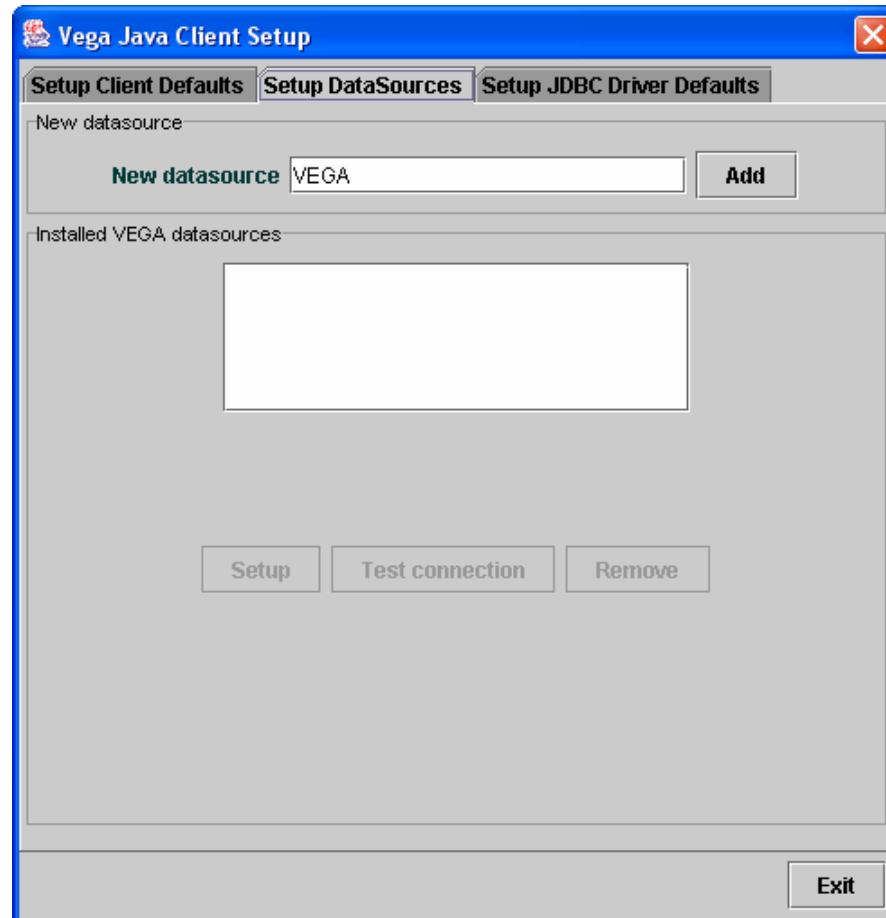 Vega Java Client Setup
Setup Client Defaults Setup DataSources Setup JDBC Driver Defaults
New datasource
New datasource VEGA Add
Installed VEGA datasources
Setup Test connection Remove
Exit